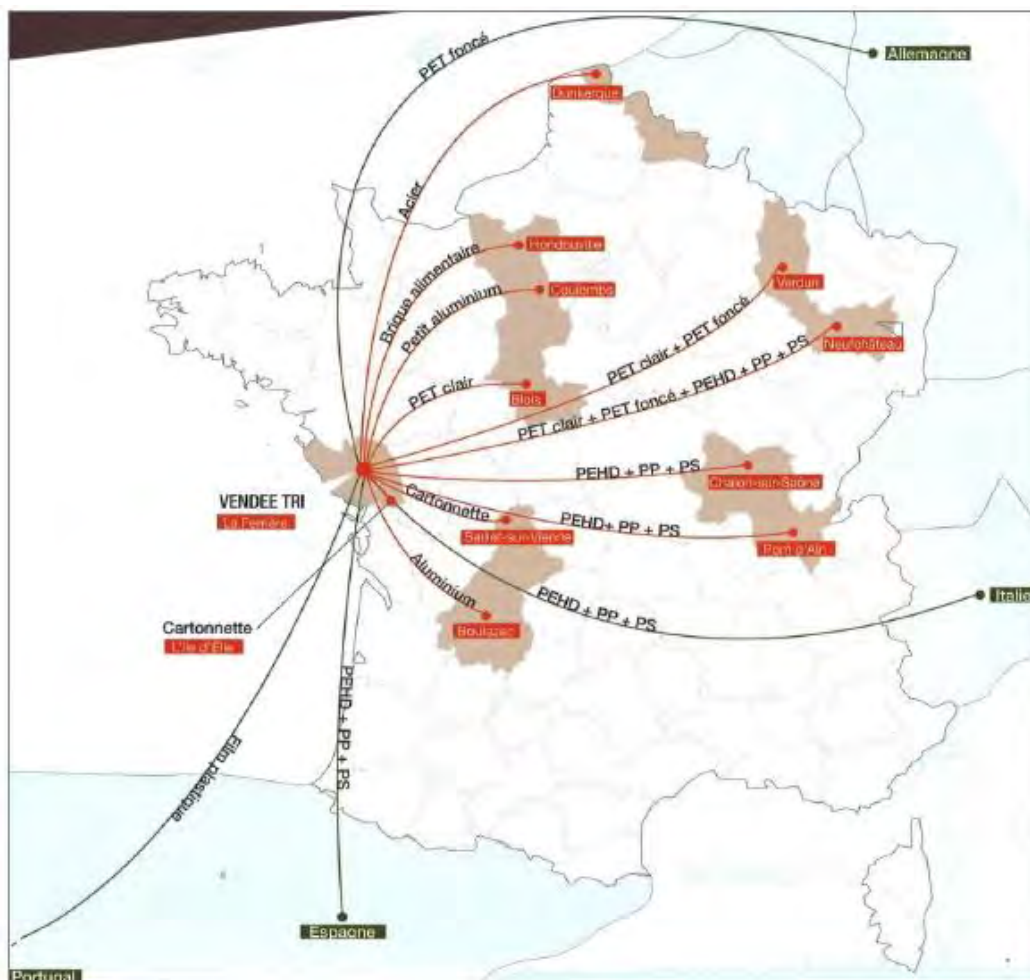 PET foncé
Allemagne
Dunkerque
Acier
Hondouville
Brique alimentaire
Coulombs
Petit aluminium
Verdun
PET clair + PET foncé
Neufchâteau
PET clair
Blois
PET clair + PET foncé + PEHD + PP + PS
PEHD + PP + PS
Chalon-sur-Saône
VENDEE TRI
La Ferrière
Cartonnette
Saillat-sur-Vienne
PEHD+ PP + PS
Pont d'Ain
Aluminium
PEHD + PP + PS
Italie
Cartonnette
L'Ile d'Elle
Boulazac
PEHD + PP + PS
Film plastique
Espagne
Portugal